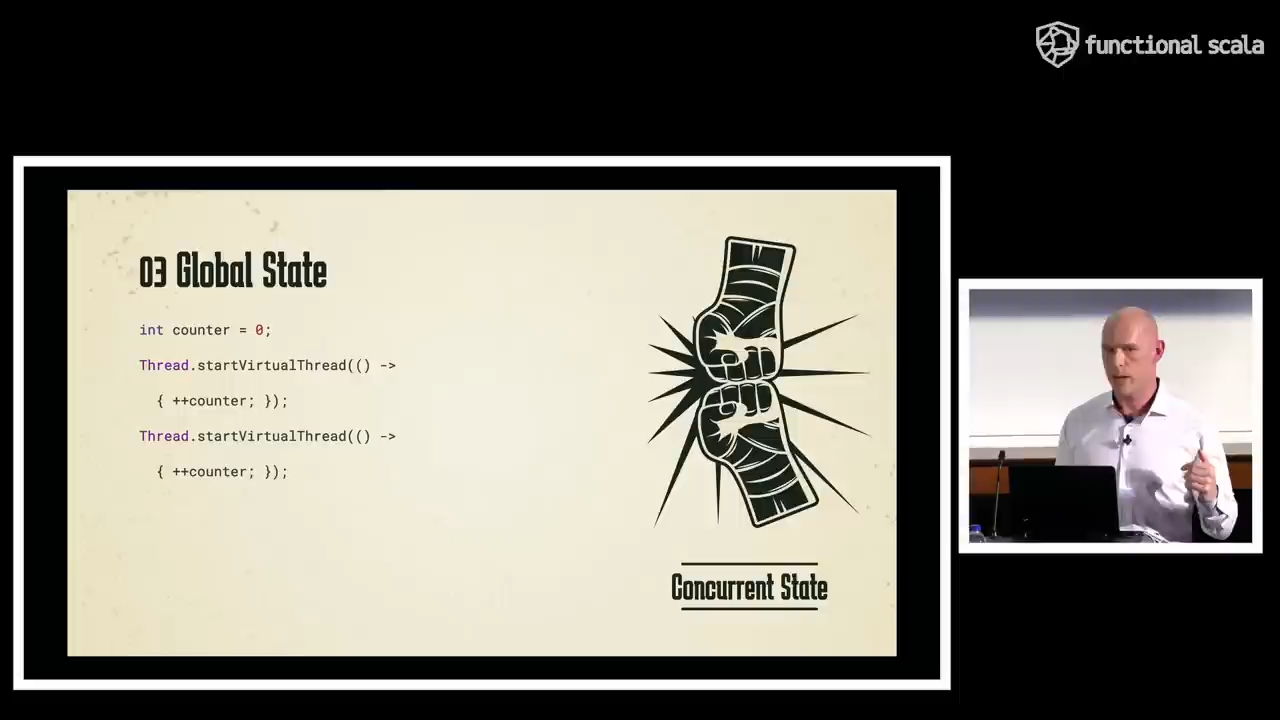 functional scala
03 Global State
int counter = 0;
Thread.startVirtualThread(() ->
{ ++counter; });
Thread.startVirtualThread(() ->
{ ++counter; });
Concurrent State